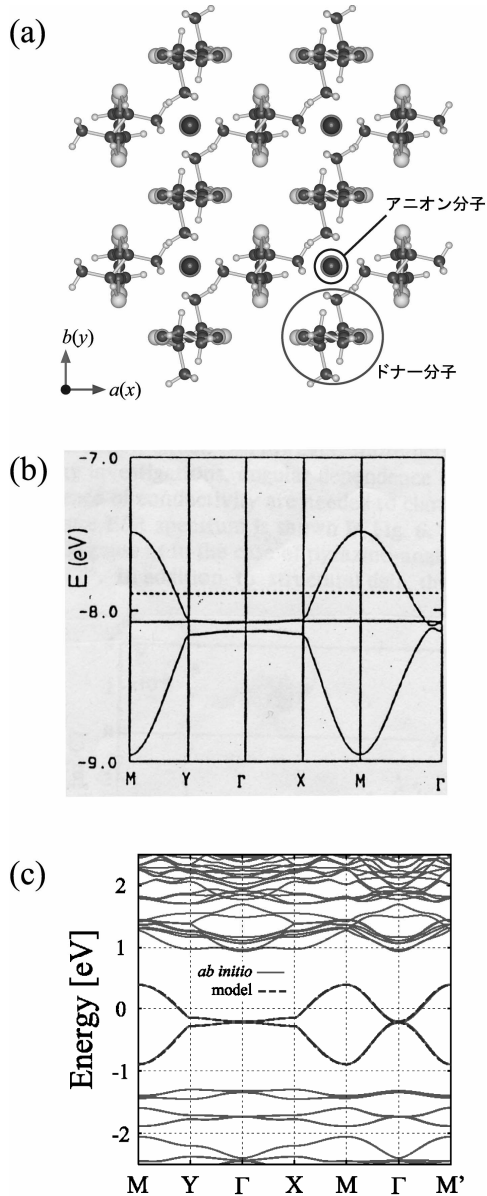 (a)
アニオン分子
ドナー分子
b(y)
a(x)
(b)
-7.0
E (eV)
-8.0
-9.0
M Y Γ X M Γ
(c)
2
1
0
-1
-2
Energy [eV]
ab initio
model
M Y Γ X M Γ M'